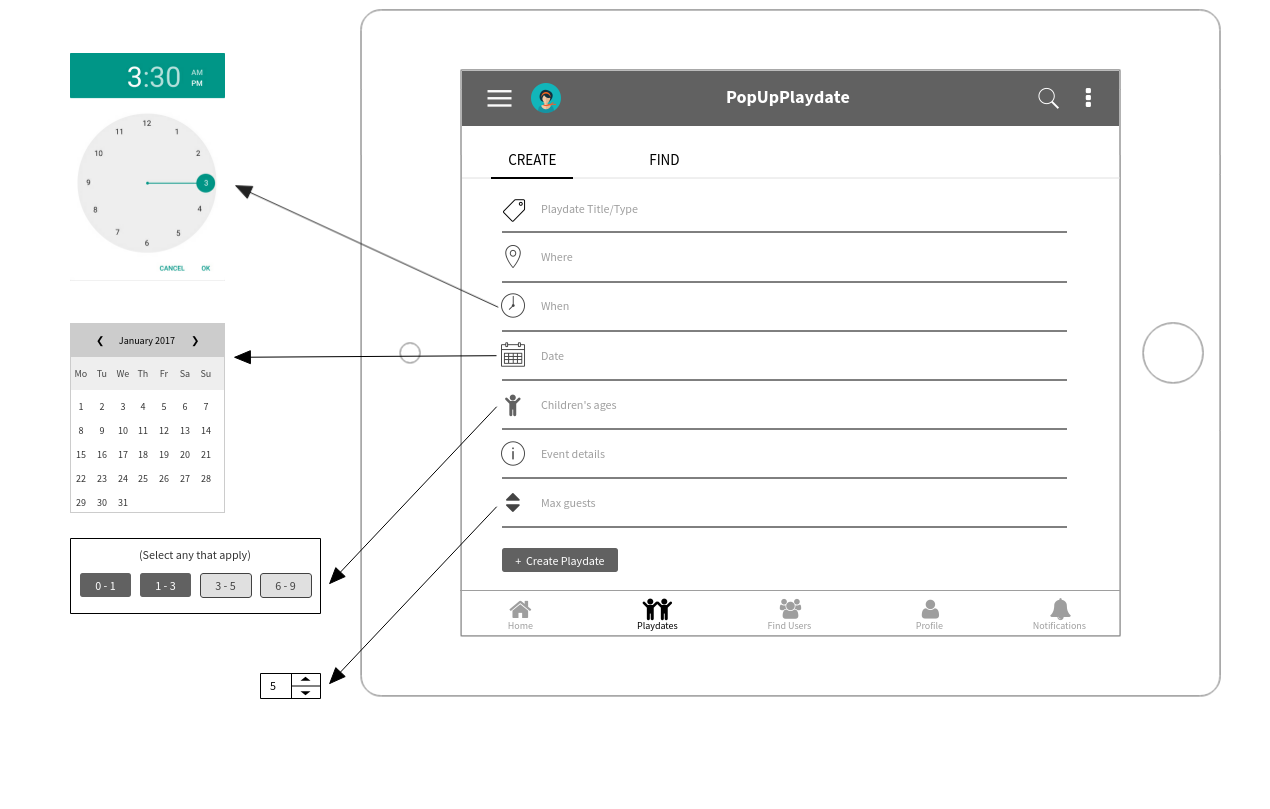 3:30 AM PM
12
11 1
10 2
9 3
8 4
7 5
6
CANCEL OK
❮ January 2017 ❯
Mo Tu We Th Fr Sa Su
1 2 3 4 5 6 7
8 9 10 11 12 13 14
15 16 17 18 19 20 21
22 23 24 25 26 27 28
29 30 31
(Select any that apply)
0 - 1 1 - 3 3 - 5 6 - 9
5
PopUpPlaydate
CREATE FIND
Playdate Title/Type
Where
When
Date
Children's ages
Event details
Max guests
+ Create Playdate
Home Playdates Find Users Profile Notifications